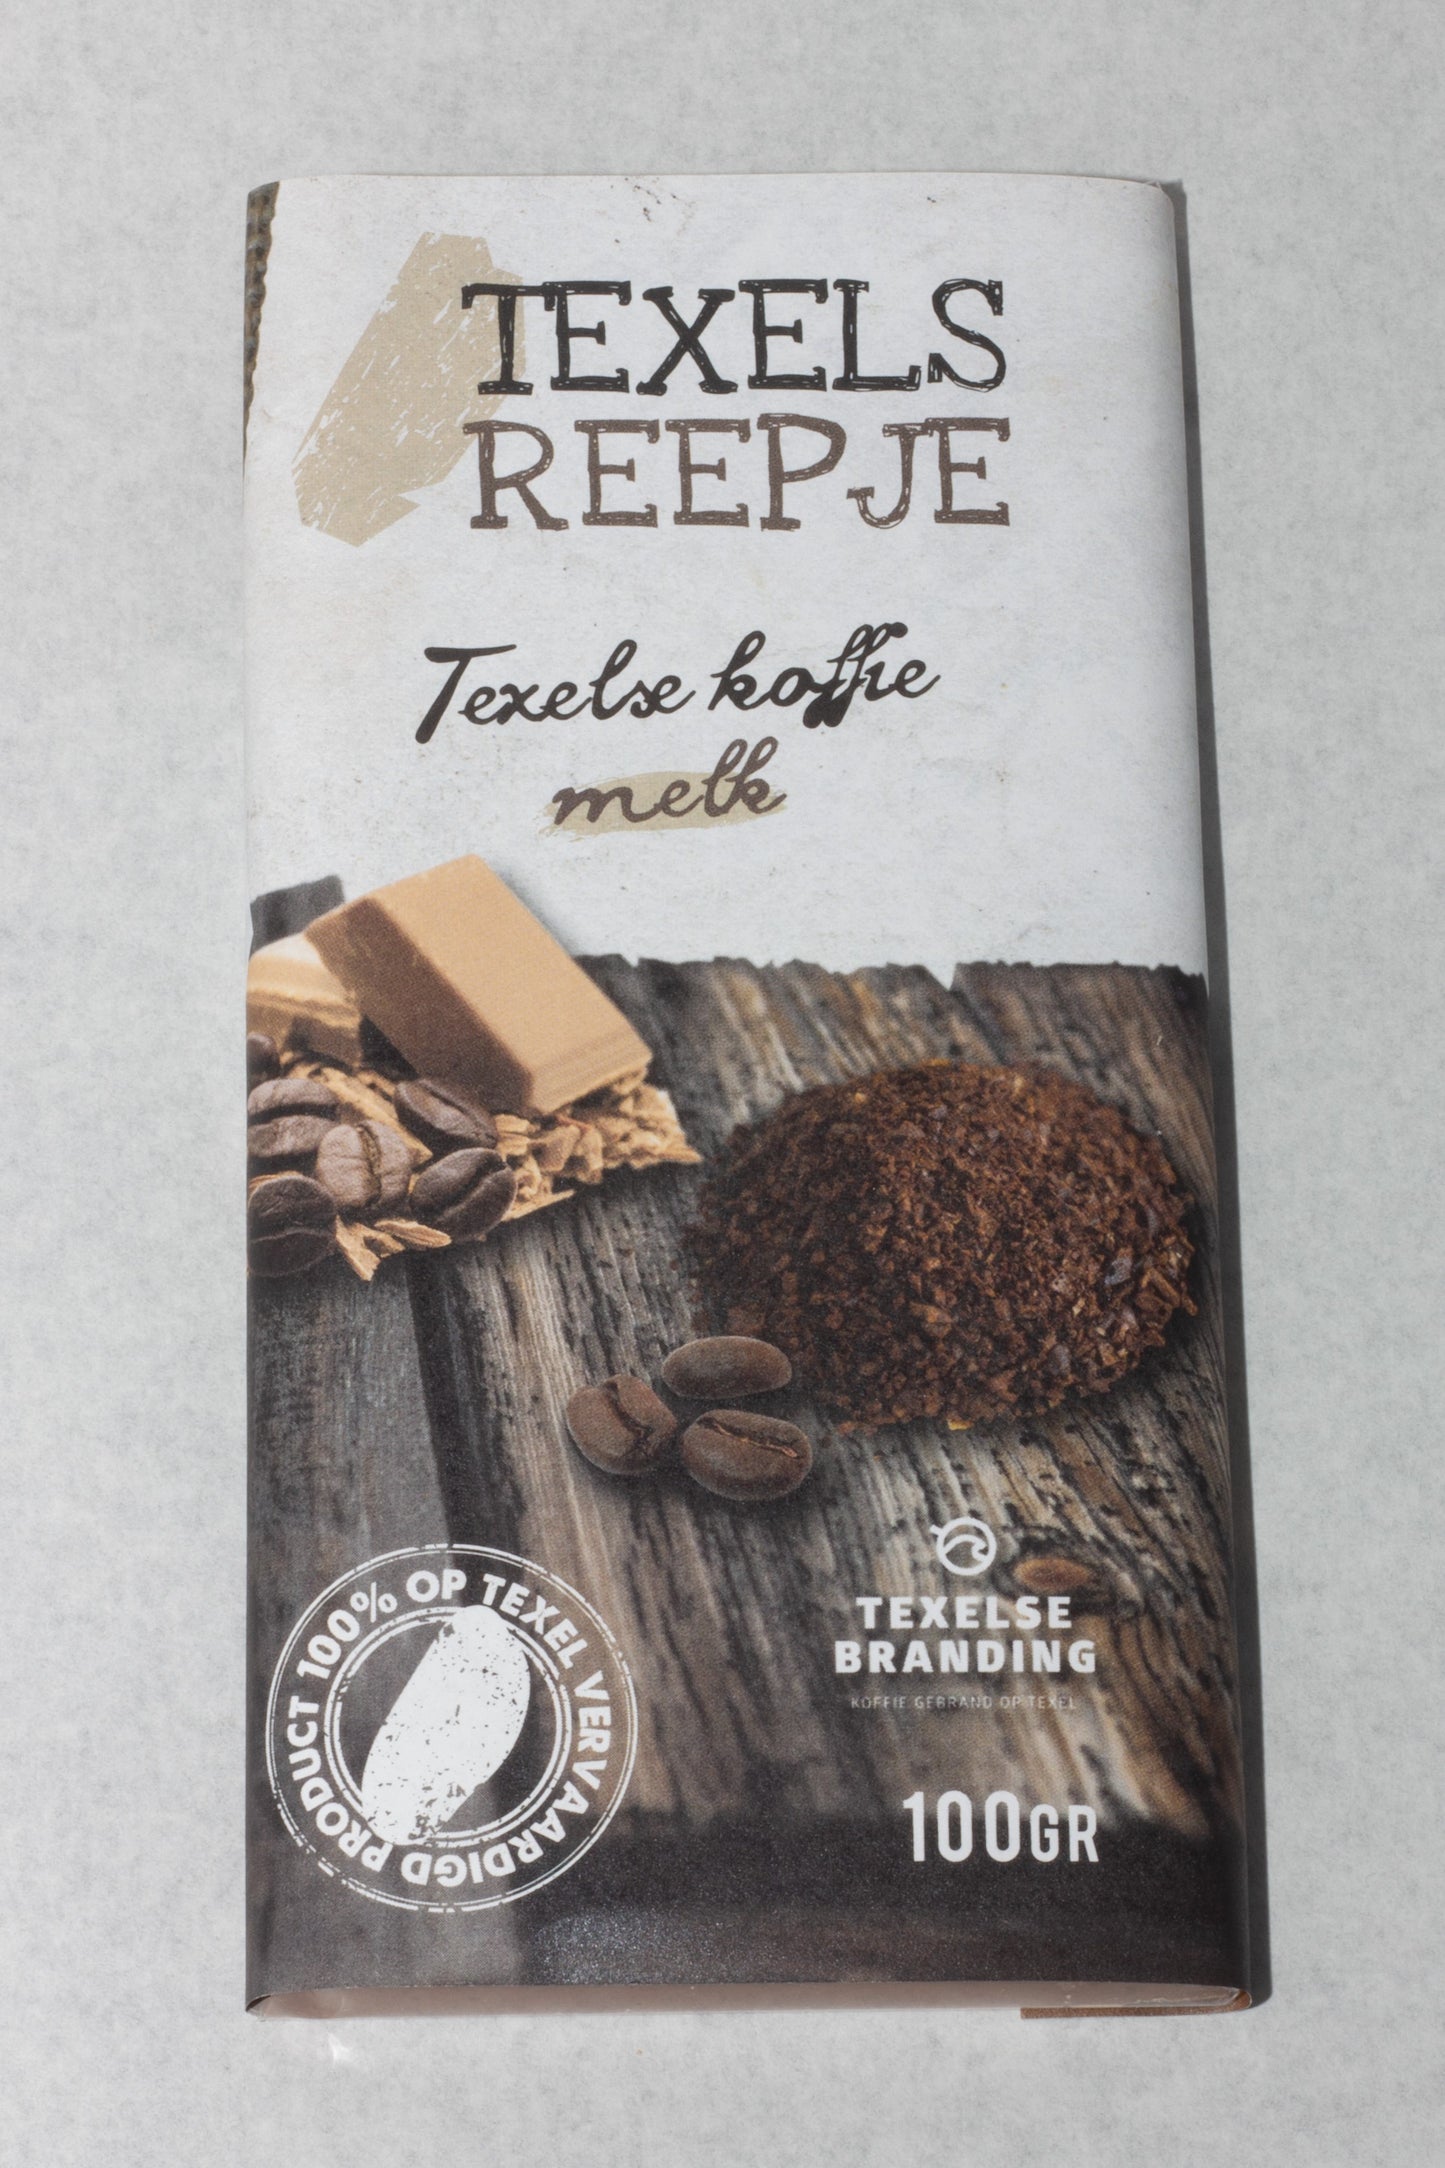 TEXELS
REEPJE
Texelse koffie
melk
PRODUCT 100% OP TEXEL VERVAARDIGD
TEXELSE
BRANDING
KOFFIE GEBRAND OP TEXEL
100GR